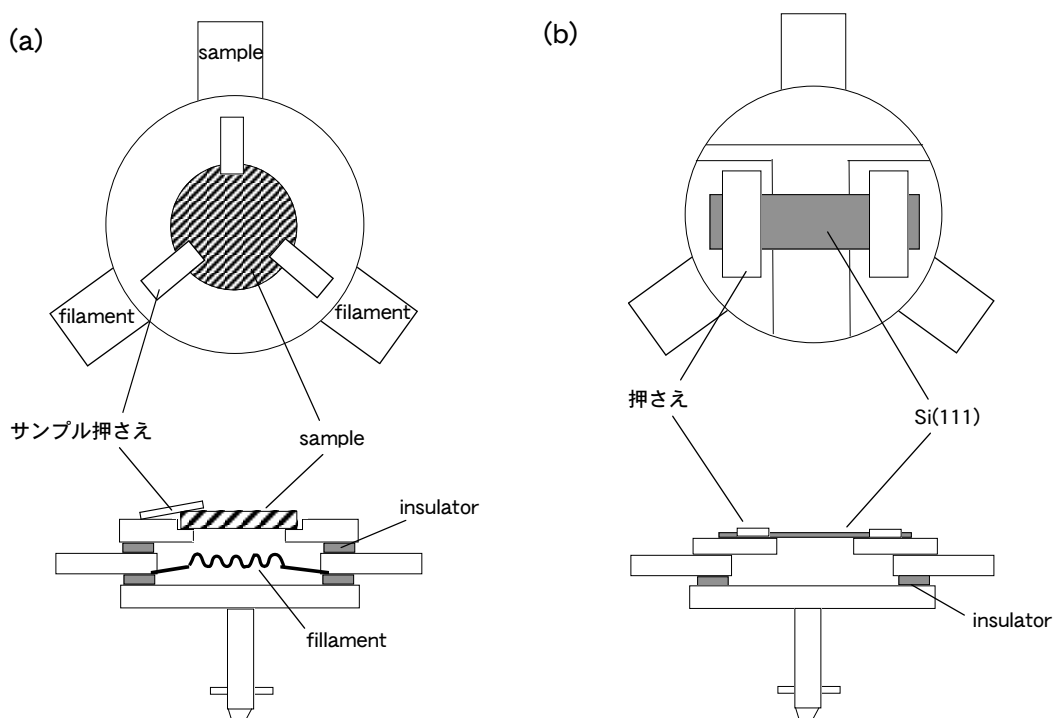 (a)
sample
filament
filament
サンプル押さえ
sample
insulator
fillament
(b)
押さえ
Si(111)
insulator